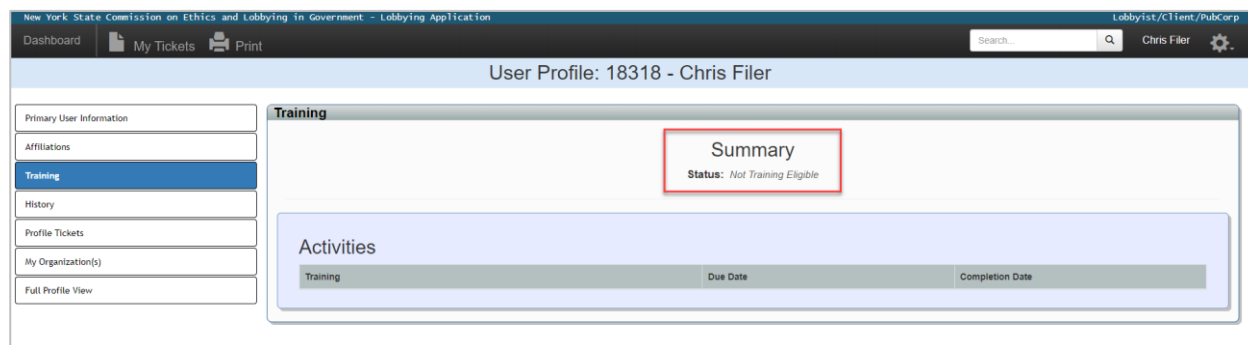 New York State Commission on Ethics and Lobbying in Government - Lobbying Application
Lobbyist/Client/PubCorp
Dashboard
My Tickets
Print
Search...
Chris Filer
User Profile: 18318 - Chris Filer
Primary User Information
Affiliations
Training
History
Profile Tickets
My Organization(s)
Full Profile View
Training
Summary
Status: Not Training Eligible
Activities
Training Due Date Completion Date